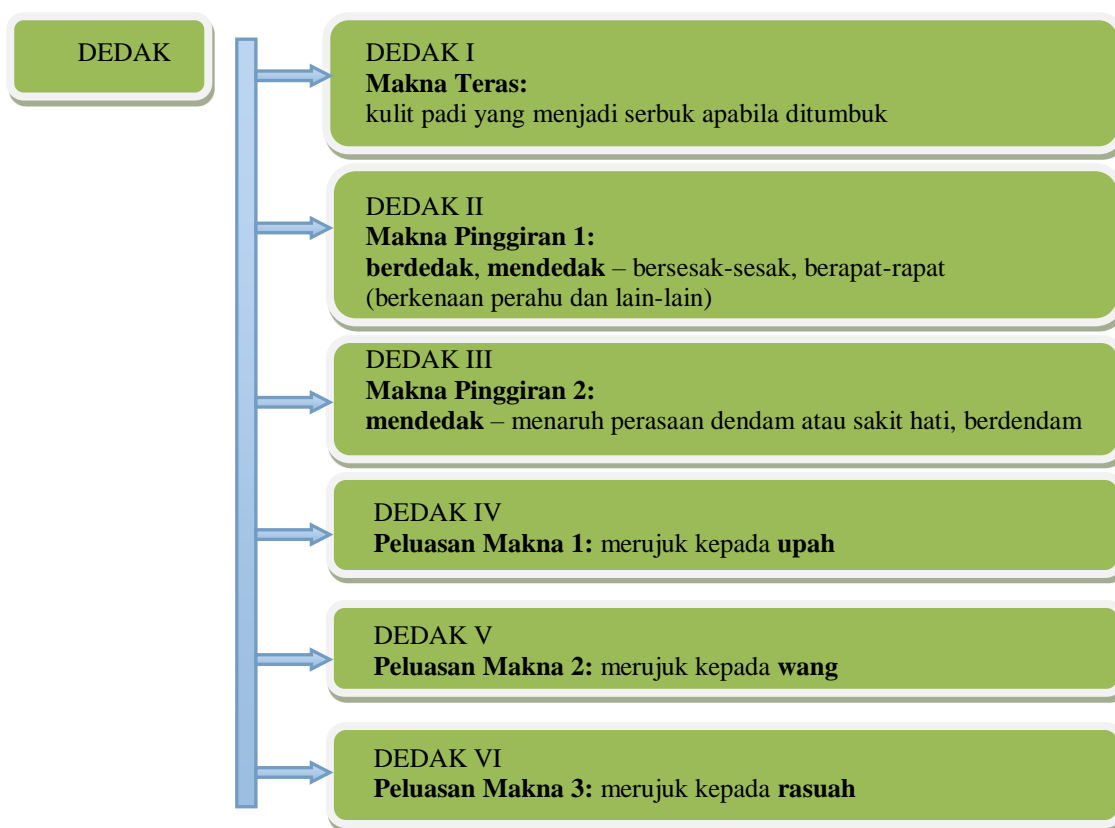 DEDAK
DEDAK I
Makna Teras:
kulit padi yang menjadi serbuk apabila ditumbuk
DEDAK II
Makna Pinggiran 1:
berdedak, mendedak – bersesak-sesak, berapat-rapat
(berkenaan perahu dan lain-lain)
DEDAK III
Makna Pinggiran 2:
mendedak – menaruh perasaan dendam atau sakit hati, berdendam
DEDAK IV
Peluasan Makna 1: merujuk kepada upah
DEDAK V
Peluasan Makna 2: merujuk kepada wang
DEDAK VI
Peluasan Makna 3: merujuk kepada rasuah